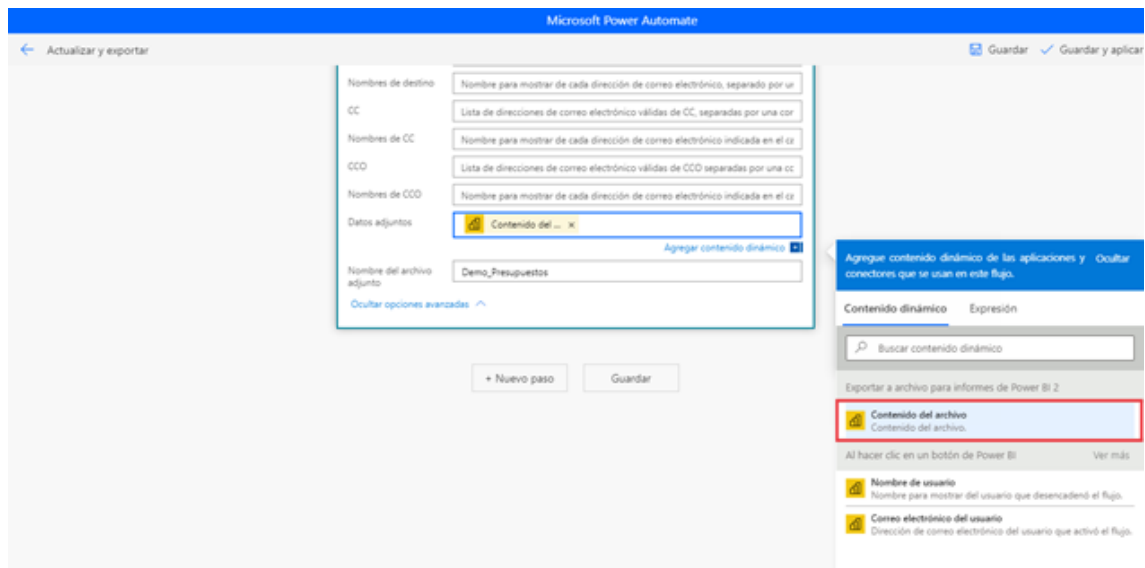 Microsoft Power Automate
Actualizar y exportar
Guardar
Guardar y aplicar
Nombres de destino
Nombre para mostrar de cada dirección de correo electrónico, separado por
CC
Lista de direcciones de correo electrónico válidas de CC, separadas por una
Nombres de CC
Nombre para mostrar de cada dirección de correo electrónico indicada en el
CCO
Lista de direcciones de correo electrónico válidas de CCO separadas por una
Nombres de CCO
Nombre para mostrar de cada dirección de correo electrónico indicada en el
Datos adjuntos
Contenido del ... ×
Agregar contenido dinámico
Nombre del archivo
adjunto
Demo_Presupuestos
Ocultar opciones avanzadas
+ Nuevo paso
Guardar
Agregue contenido dinámico de las aplicaciones y
conectores que se usan en este flujo.
Ocultar
Contenido dinámico
Expresión
Buscar contenido dinámico
Exportar a archivo para informes de Power BI 2
Contenido del archivo
Contenido del archivo.
Al hacer clic en un botón de Power BI
Ver más
Nombre de usuario
Nombre para mostrar del usuario que desencadenó el flujo.
Correo electrónico del usuario
Dirección de correo electrónico del usuario que activó el flujo.